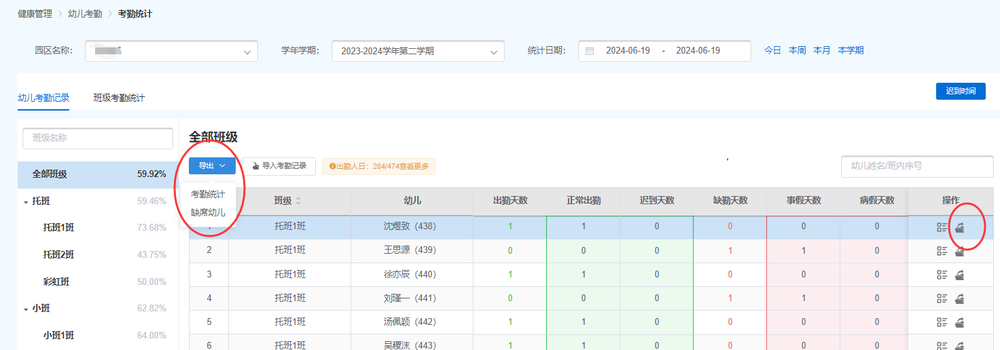 健康管理 > 幼儿考勤 > 考勤统计
园区名称： 学年学期： 2023-2024学年第二学期 统计日期： 2024-06-19 - 2024-06-19 今日 本周 本月 本学期
幼儿考勤记录 班级考勤统计 迟到时间
班级名称
全部班级 59.92%
托班 59.46%
托班1班 73.68%
托班2班 43.75%
彩虹班 50.00%
小班 62.82%
小班1班 64.00%
全部班级
导出 导入考勤记录 出勤人日：284/474查看更多 幼儿姓名/班内序号
考勤统计
缺席幼儿
班级 幼儿 出勤天数 正常出勤 迟到天数 缺勤天数 事假天数 病假天数 操作
1 托班1班 沈煜致（438） 1 1 0 0 0 0
2 托班1班 王思源（439） 0 0 0 1 1 0
3 托班1班 徐亦辰（440） 1 1 0 0 0 0
4 托班1班 刘瑾一（441） 0 0 0 1 1 0
5 托班1班 汤佩颖（442） 1 1 0 0 0 0
6 托班1班 吴稷沫（443） 1 1 0 0 0 0